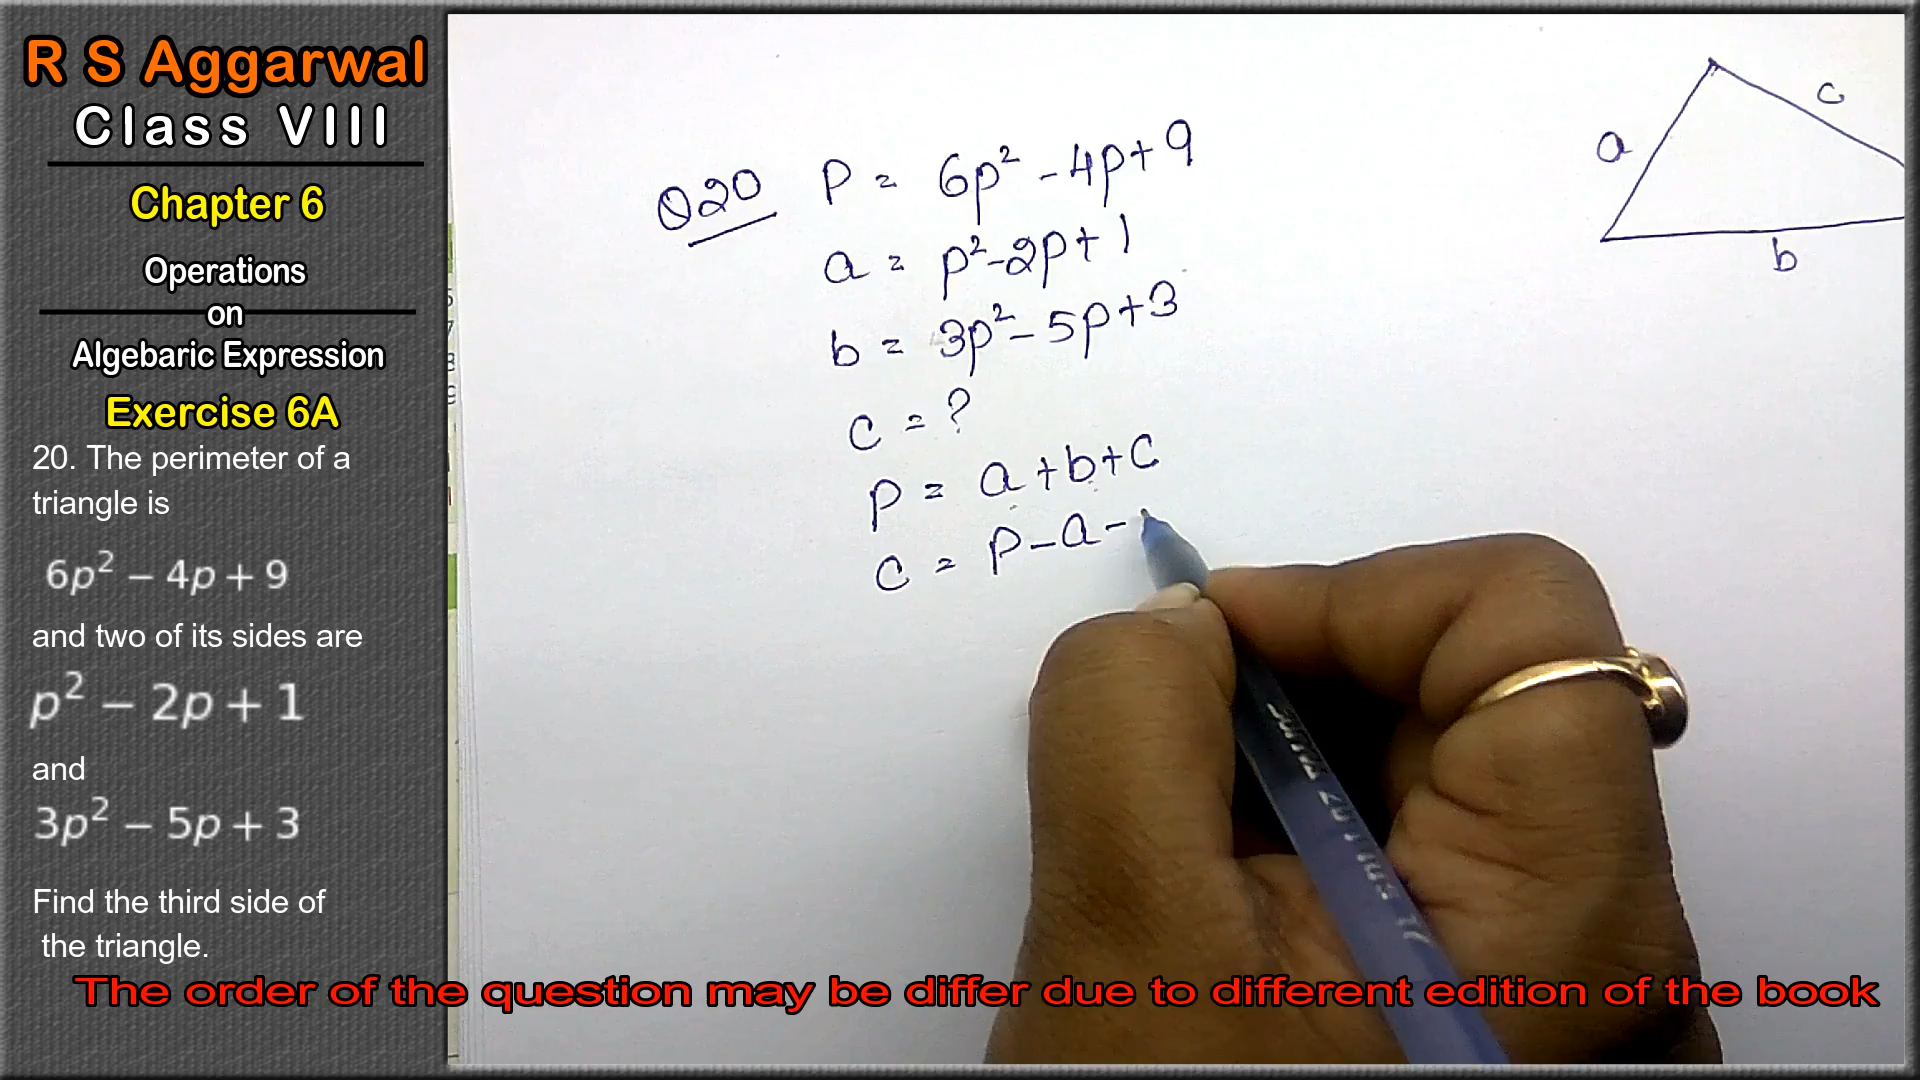 R S Aggarwal
Class VIII
Chapter 6
Operations
on
Algebaric Expression
Exercise 6A
20. The perimeter of a
triangle is
6p² − 4p + 9
and two of its sides are
p² − 2p + 1
and
3p² − 5p + 3
Find the third side of
the triangle.
Q20 P = 6p² - 4p + 9
a = p² - 2p + 1
b = 3p² - 5p + 3
c = ?
P = a + b + c
c = P - a -
a
c
b
The order of the question may be differ due to different edition of the book